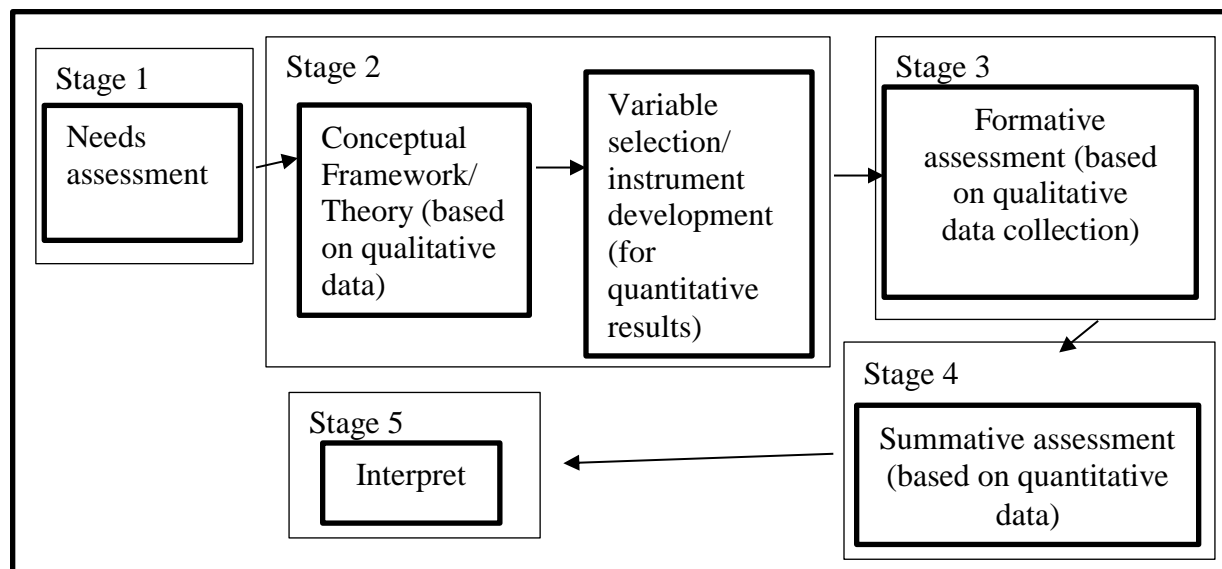 Stage 1
Needs
assessment
Stage 2
Conceptual
Framework/
Theory (based
on qualitative
data)
Variable
selection/
instrument
development
(for
quantitative
results)
Stage 3
Formative
assessment (based
on qualitative
data collection)
Stage 4
Summative assessment
(based on quantitative
data)
Stage 5
Interpret